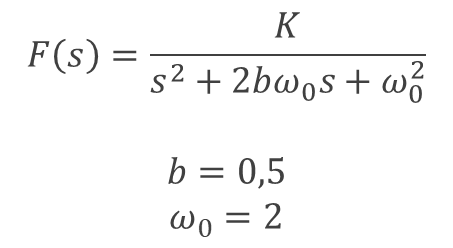 F(s) = K / (s² + 2bω₀s + ω₀²)
b = 0,5
ω₀ = 2